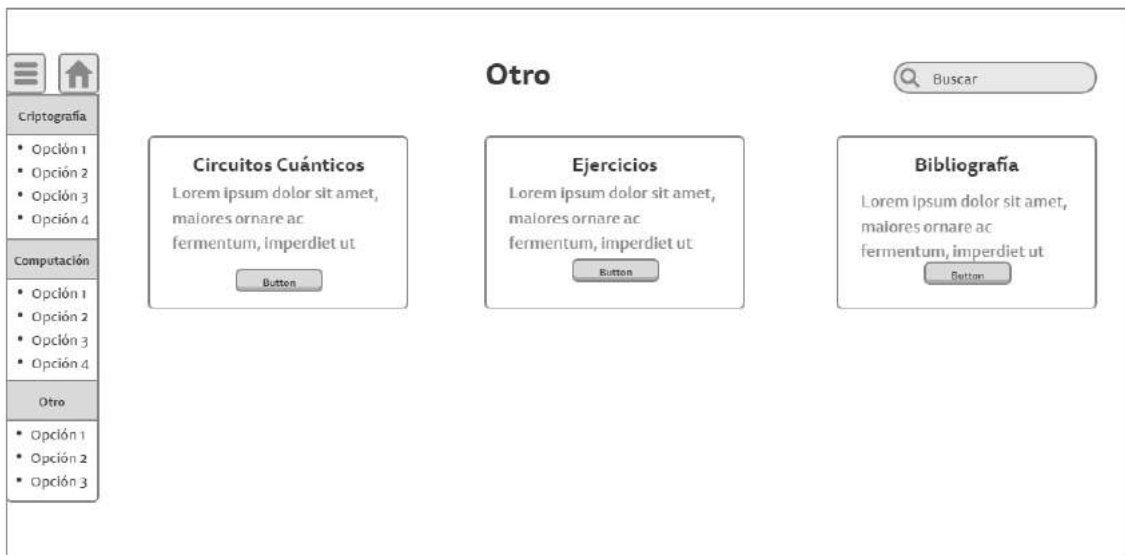 Otro
Buscar
Criptografía
• Opción 1
• Opción 2
• Opción 3
• Opción 4
Computación
• Opción 1
• Opción 2
• Opción 3
• Opción 4
Otro
• Opción 1
• Opción 2
• Opción 3
Circuitos Cuánticos
Lorem ipsum dolor sit amet,
maiores ornare ac
fermentum, imperdiet ut
Button
Ejercicios
Lorem ipsum dolor sit amet,
maiores ornare ac
fermentum, imperdiet ut
Button
Bibliografía
Lorem ipsum dolor sit amet,
maiores ornare ac
fermentum, imperdiet ut
Button